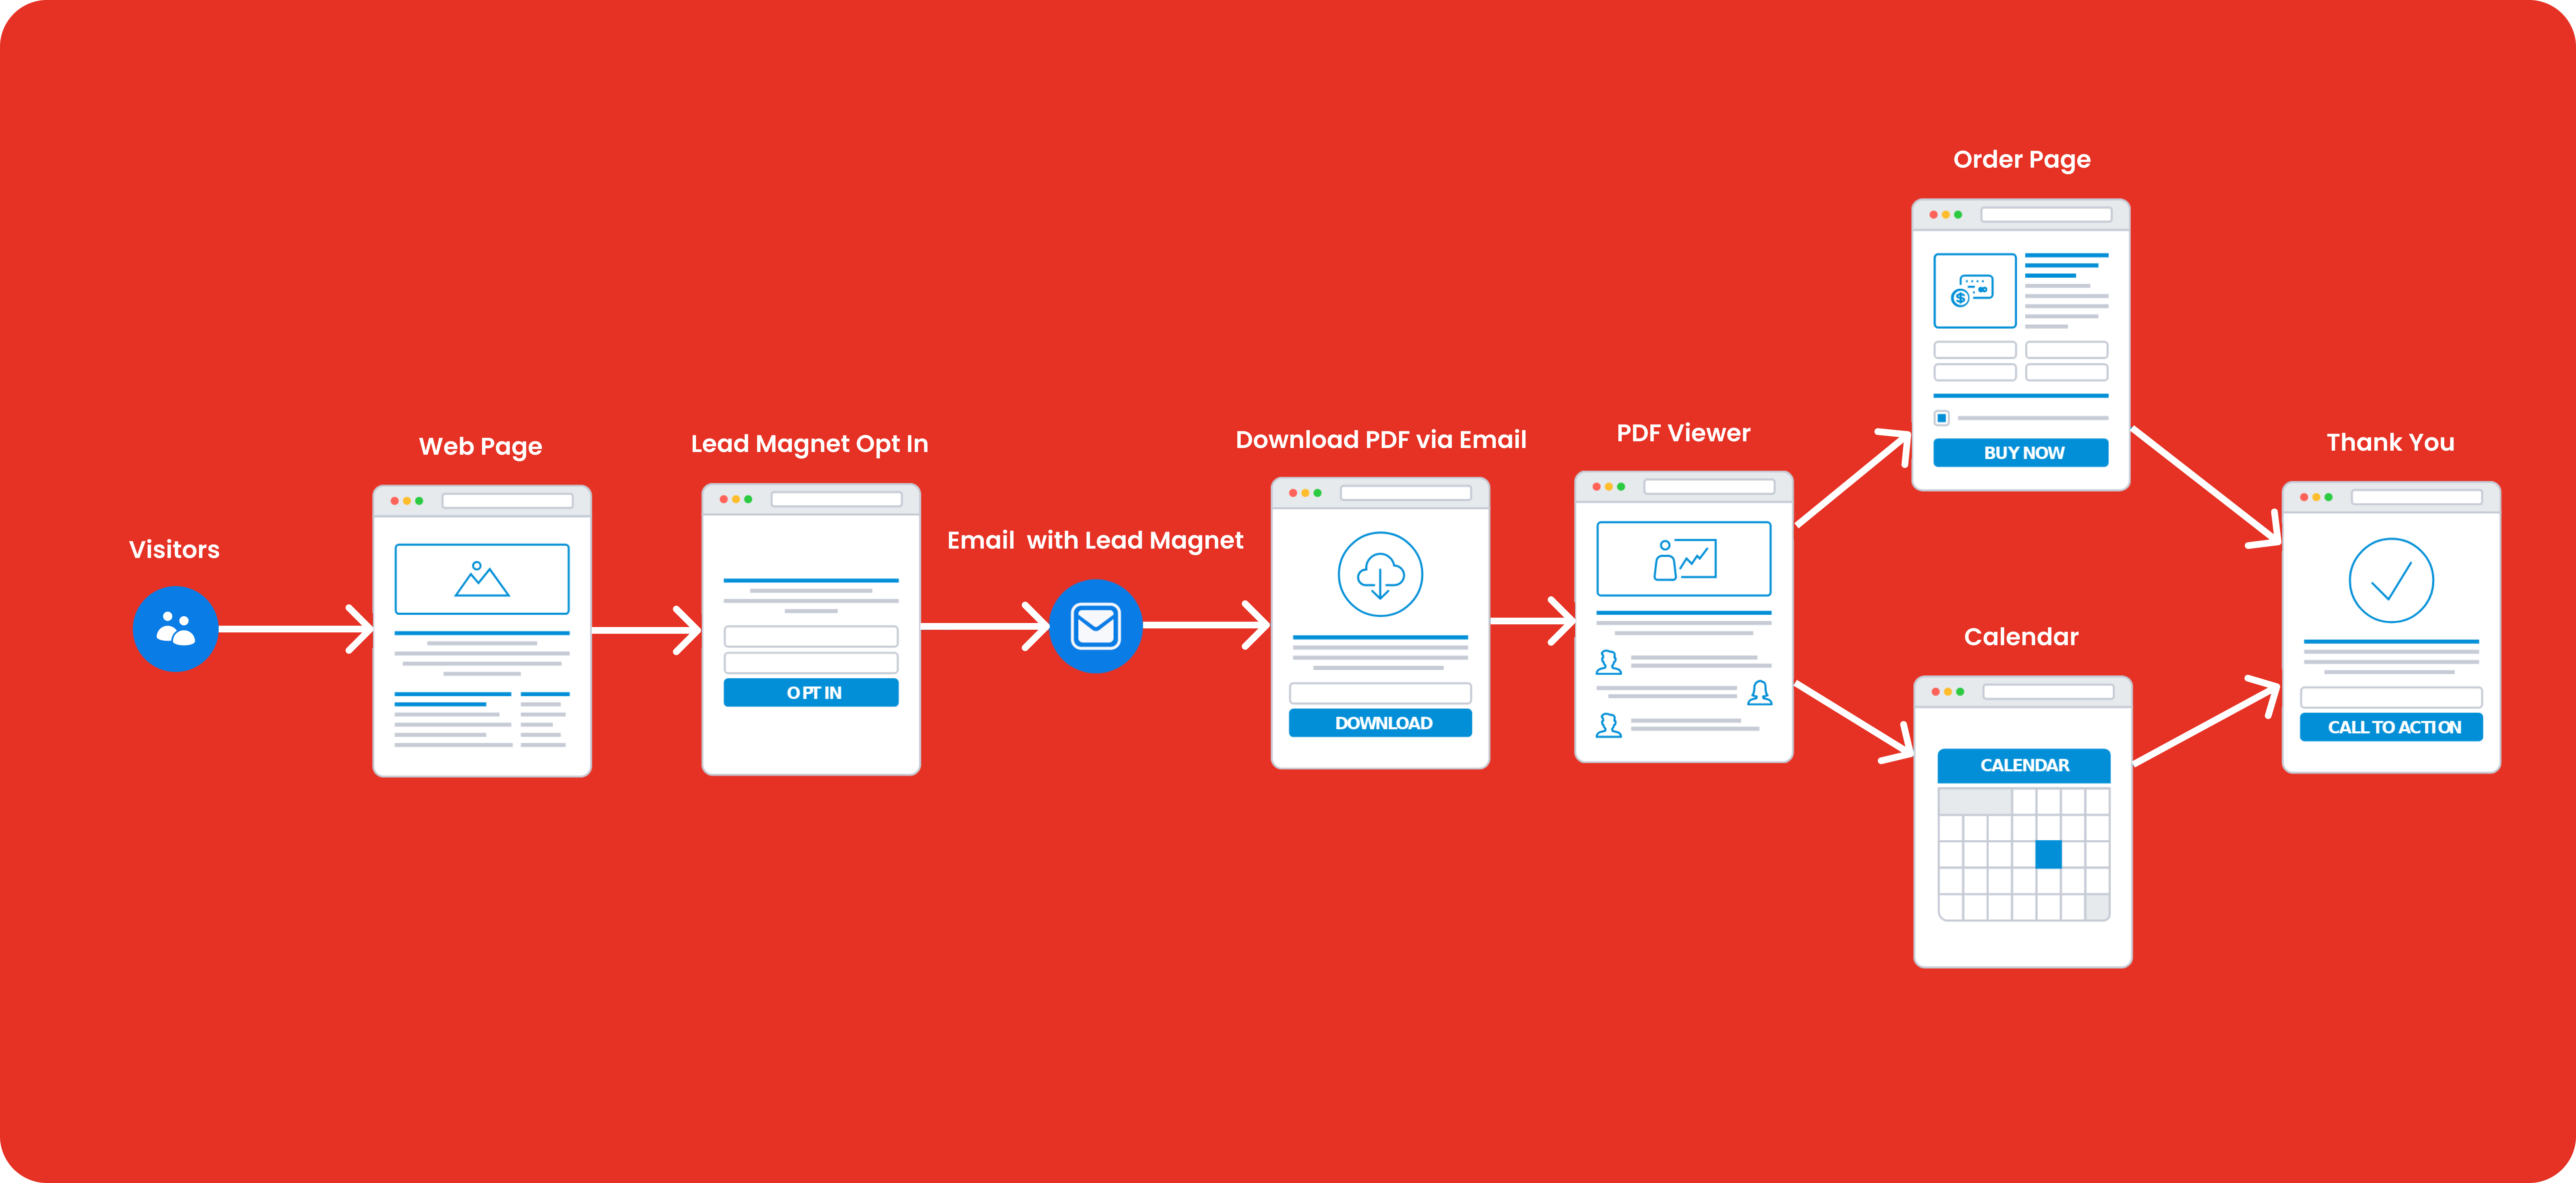 Visitors
Web Page
Lead Magnet Opt In
OPT IN
Email with Lead Magnet
Download PDF via Email
DOWNLOAD
PDF Viewer
Order Page
BUY NOW
Calendar
CALENDAR
Thank You
CALL TO ACTION